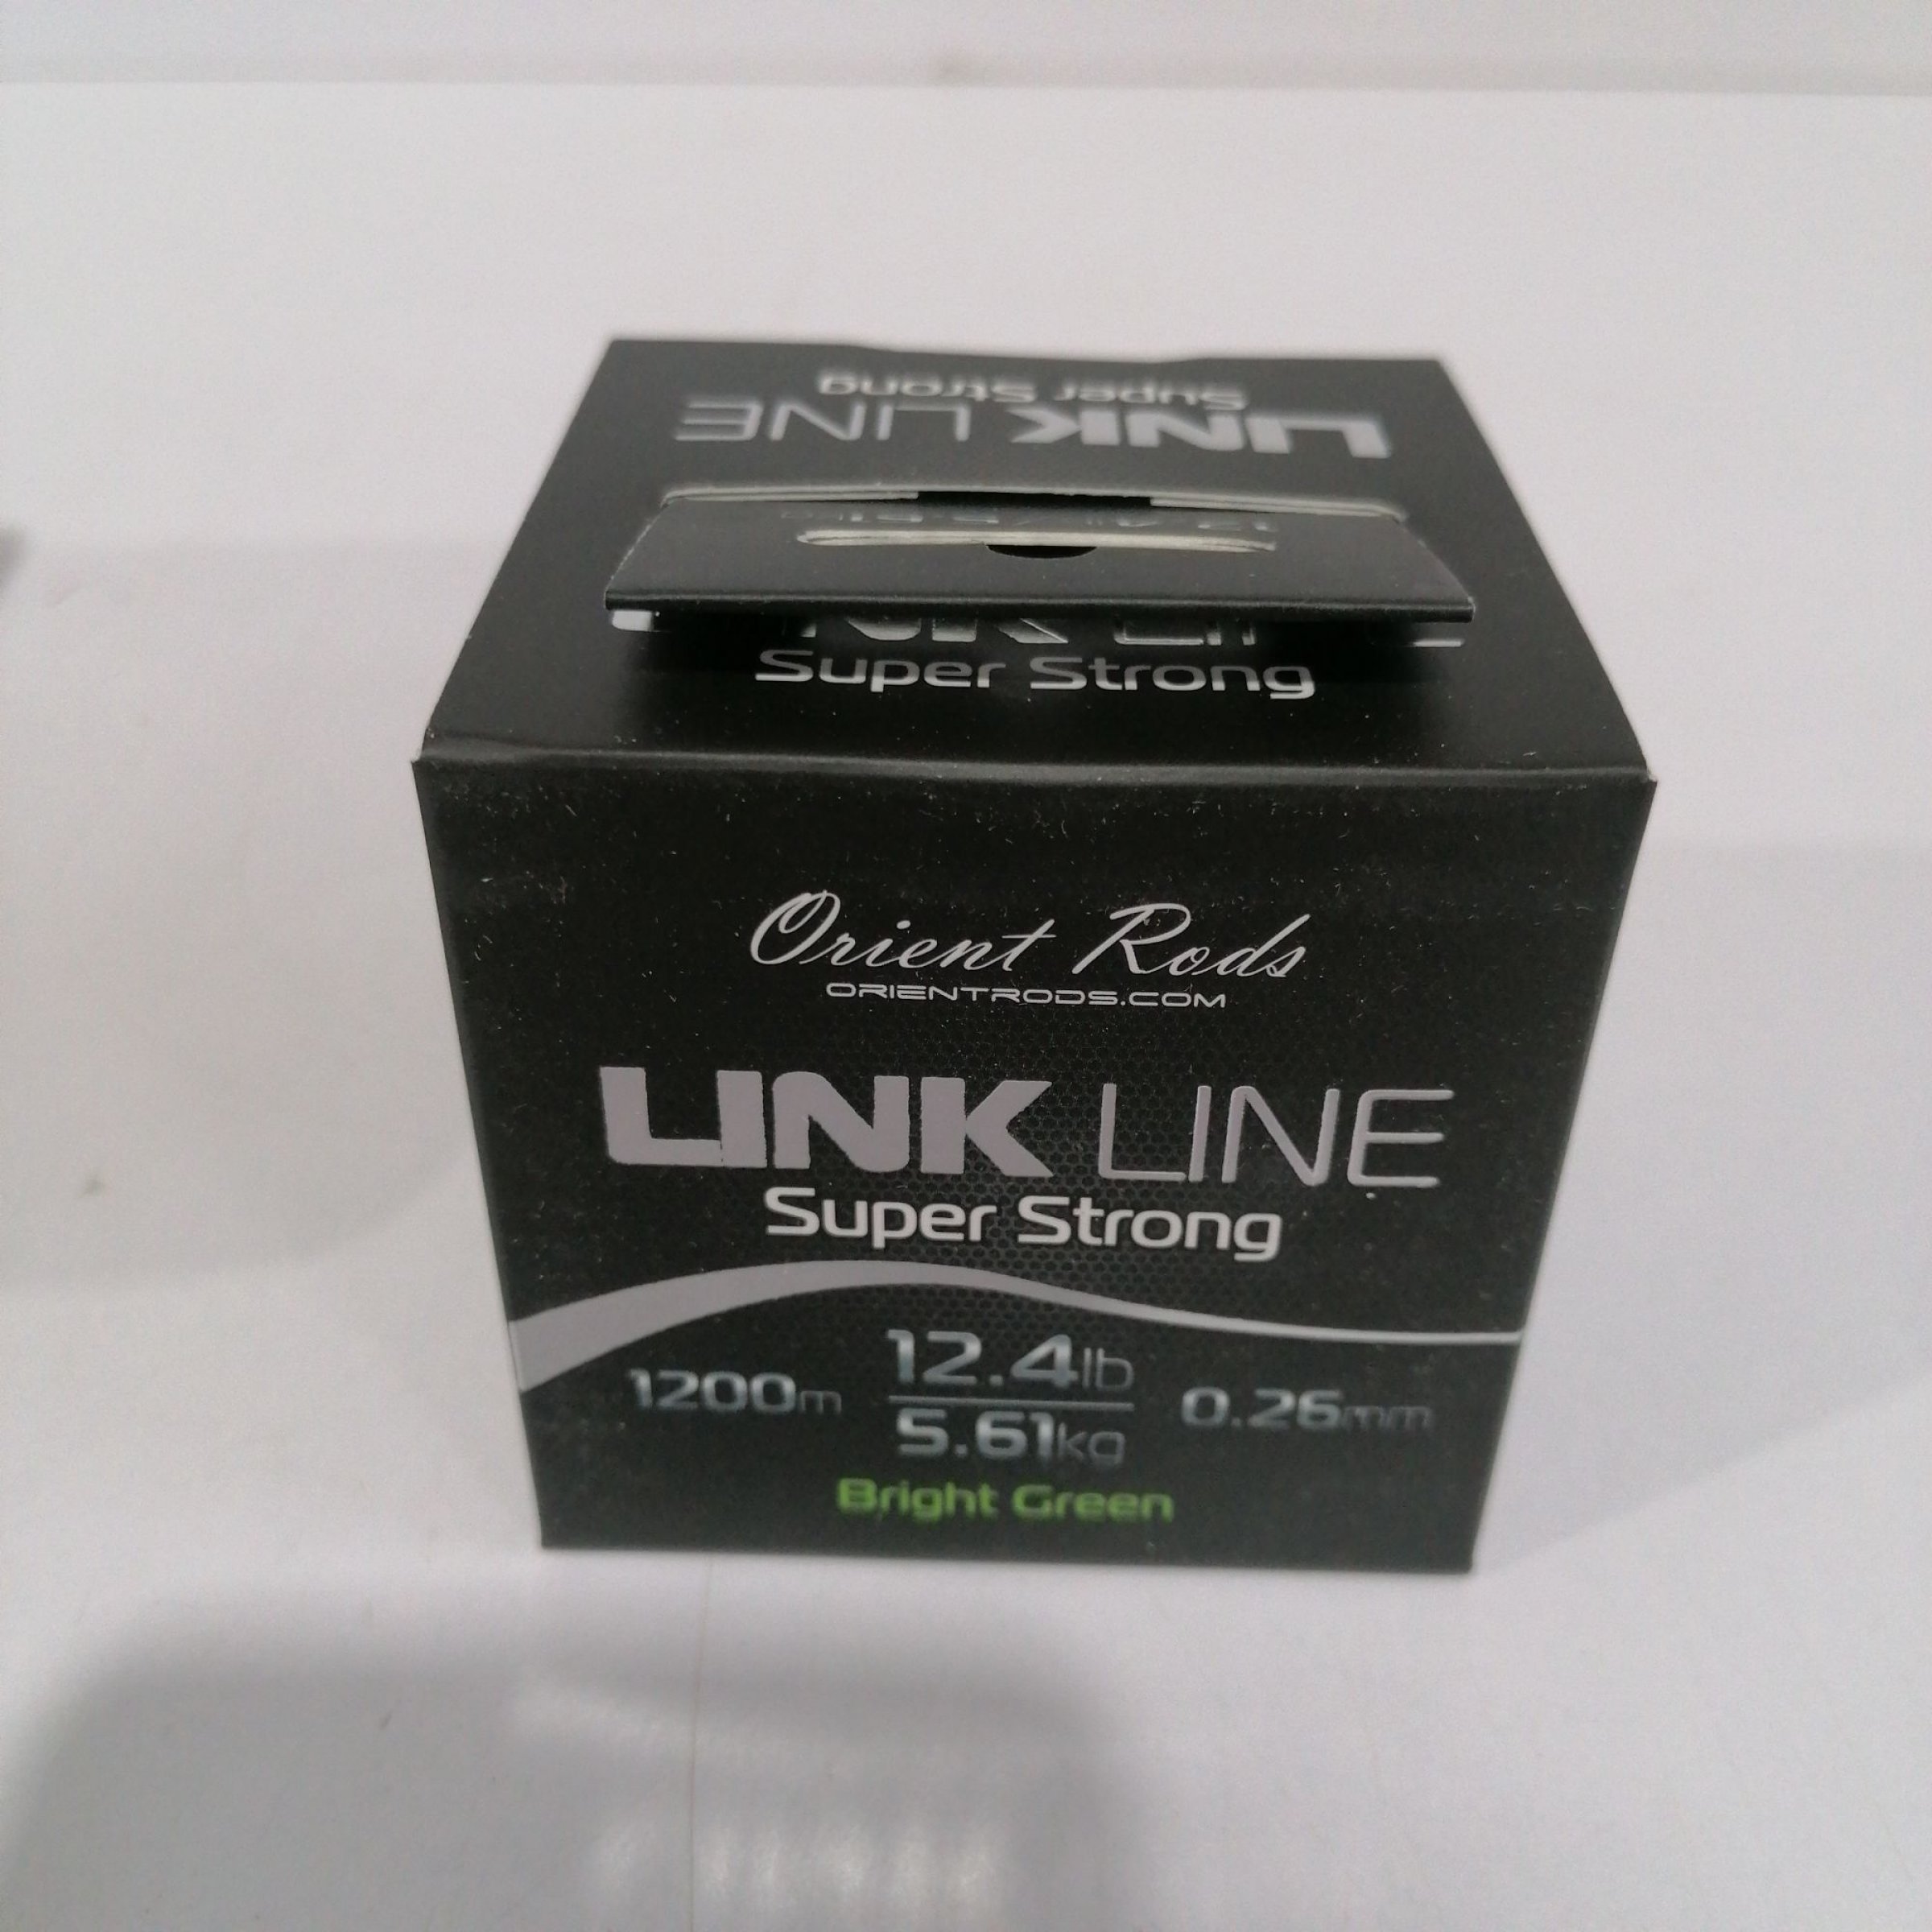 Super Strong
LINK LINE
Super Strong
Orient Rods
ORIENTRODS.COM
LINK LINE
Super Strong
1200m 12.4lb 0.26mm
5.61kg
Bright Green